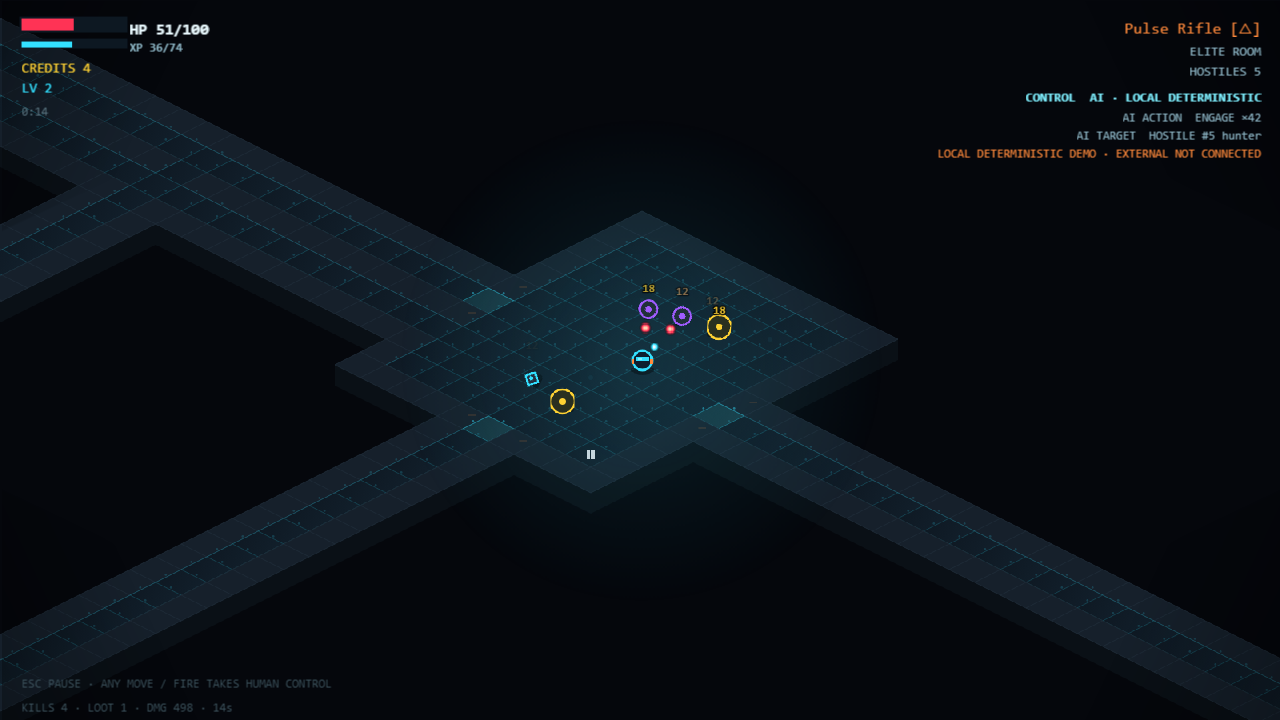 HP 51/100
XP 36/74
CREDITS 4
LV 2
0:14
Pulse Rifle [△]
ELITE ROOM
HOSTILES 5
CONTROL AI · LOCAL DETERMINISTIC
AI ACTION ENGAGE ×42
AI TARGET HOSTILE #5 hunter
LOCAL DETERMINISTIC DEMO · EXTERNAL NOT CONNECTED
18
12
12
18
ESC PAUSE · ANY MOVE / FIRE TAKES HUMAN CONTROL
KILLS 4 · LOOT 1 · DMG 498 · 14s